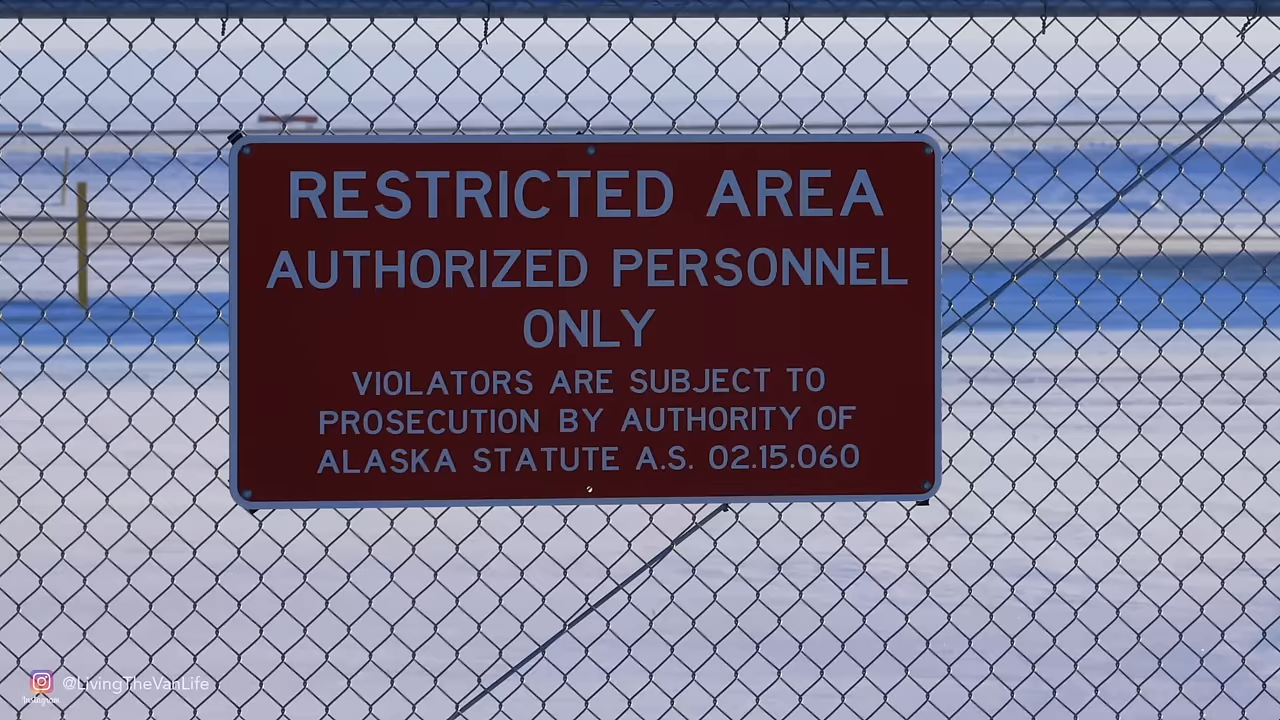 RESTRICTED AREA
AUTHORIZED PERSONNEL
ONLY
VIOLATORS ARE SUBJECT TO
PROSECUTION BY AUTHORITY OF
ALASKA STATUTE A.S. 02.15.060
@LivingTheVanLife
Instagram